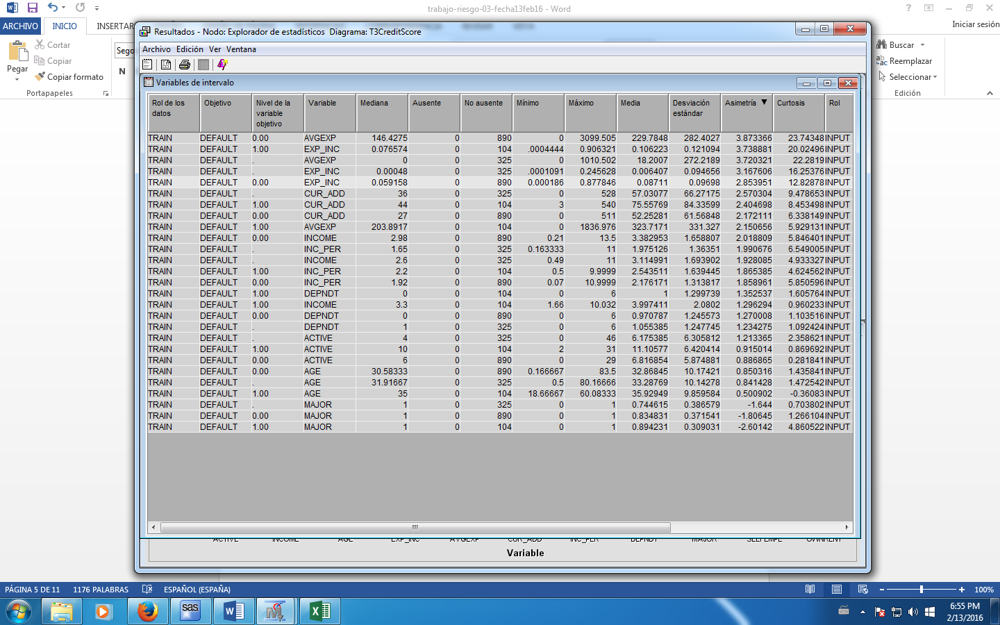 trabajo-riesgo-03-fecha13feb16 - Word
ARCHIVO INICIO INSERTAR
Iniciar sesión
Pegar
Cortar
Copiar
Copiar formato
Portapapeles
Sego
N
Buscar
Reemplazar
Seleccionar
Edición
Resultados - Nodo: Explorador de estadísticos Diagrama: T3CreditScore
Archivo Edición Ver Ventana
Variables de intervalo
Rol de los datos Objetivo Nivel de la variable objetivo Variable Mediana Ausente No ausente Mínimo Máximo Media Desviación estándar Asimetría Curtosis Rol
TRAIN DEFAULT 0.00 AVGEXP 146.4275 0 890 0 3099.505 229.7848 282.4027 3.873366 23.74348 INPUT
TRAIN DEFAULT 1.00 EXP_INC 0.076574 0 104 .0004444 0.906321 0.106223 0.121094 3.738881 20.02496 INPUT
TRAIN DEFAULT . AVGEXP 0 0 325 0 1010.502 18.2007 272.2189 3.720321 22.2819 INPUT
TRAIN DEFAULT . EXP_INC 0.00048 0 325 .0001091 0.245628 0.006407 0.094656 3.167606 16.25376 INPUT
TRAIN DEFAULT 0.00 EXP_INC 0.059158 0 890 0.000186 0.877846 0.08711 0.09698 2.853951 12.82878 INPUT
TRAIN DEFAULT . CUR_ADD 36 0 325 0 528 57.03077 66.27175 2.570304 9.478653 INPUT
TRAIN DEFAULT 1.00 CUR_ADD 44 0 104 3 540 75.55769 84.33599 2.404698 8.453498 INPUT
TRAIN DEFAULT 0.00 CUR_ADD 27 0 890 0 511 52.25281 61.56848 2.172111 6.338149 INPUT
TRAIN DEFAULT 1.00 AVGEXP 203.8917 0 104 0 1836.976 323.7171 331.327 2.150656 5.929131 INPUT
TRAIN DEFAULT 0.00 INCOME 2.98 0 890 0.21 13.5 3.382953 1.658807 2.018809 5.846401 INPUT
TRAIN DEFAULT . INC_PER 1.65 0 325 0.163333 11 1.975126 1.36351 1.990676 6.549005 INPUT
TRAIN DEFAULT . INCOME 2.6 0 325 0.49 11 3.114991 1.693902 1.928085 4.933327 INPUT
TRAIN DEFAULT 1.00 INC_PER 2.2 0 104 0.5 9.9999 2.543511 1.639445 1.865385 4.624562 INPUT
TRAIN DEFAULT 0.00 INC_PER 1.92 0 890 0.07 10.9999 2.176171 1.313817 1.858961 5.850596 INPUT
TRAIN DEFAULT 1.00 DEPNDT 0 0 104 0 6 1 1.299739 1.352537 1.605764 INPUT
TRAIN DEFAULT 1.00 INCOME 3.3 0 104 1.66 10.032 3.997411 2.0802 1.296294 0.960233 INPUT
TRAIN DEFAULT 0.00 DEPNDT 0 0 890 0 6 0.970787 1.245573 1.270008 1.103516 INPUT
TRAIN DEFAULT . DEPNDT 1 0 325 0 6 1.055385 1.247745 1.234275 1.092424 INPUT
TRAIN DEFAULT . ACTIVE 4 0 325 0 46 6.175385 6.305812 1.213365 2.358621 INPUT
TRAIN DEFAULT 1.00 ACTIVE 10 0 104 2 31 11.10577 6.420414 0.915014 0.869692 INPUT
TRAIN DEFAULT 0.00 ACTIVE 6 0 890 0 29 6.816854 5.874881 0.886865 0.281841 INPUT
TRAIN DEFAULT 0.00 AGE 30.58333 0 890 0.166667 83.5 32.86845 10.17421 0.850316 1.435841 INPUT
TRAIN DEFAULT . AGE 31.91667 0 325 0.5 80.16666 33.28769 10.14278 0.841428 1.472542 INPUT
TRAIN DEFAULT 1.00 AGE 35 0 104 18.66667 60.08333 35.92949 9.859584 0.500902 -0.36083 INPUT
TRAIN DEFAULT . MAJOR 1 0 325 0 1 0.744615 0.386579 -1.644 0.703802 INPUT
TRAIN DEFAULT 0.00 MAJOR 1 0 890 0 1 0.834831 0.371541 -1.80645 1.266104 INPUT
TRAIN DEFAULT 1.00 MAJOR 1 0 104 0 1 0.894231 0.309031 -2.60142 4.860522 INPUT
ACTIVE INCOME AGE EXP_INC AVGEXP CUR_ADD INC_PER DEPNDT MAJOR SELFEMPL OWNRENT
Variable
PÁGINA 5 DE 11 1176 PALABRAS ESPAÑOL (ESPAÑA) 100%
sas
6:55 PM
2/13/2016